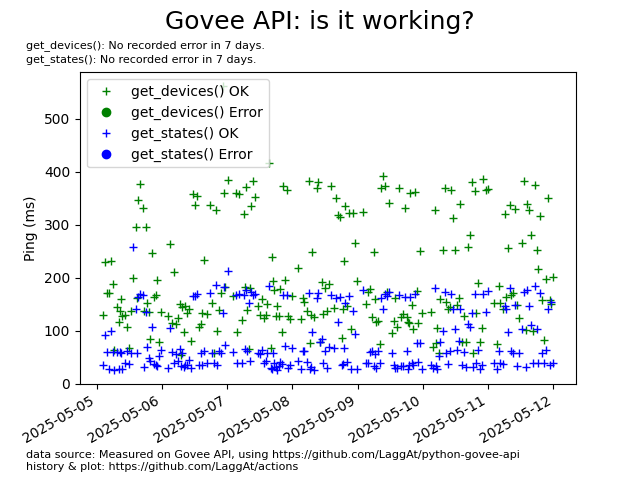 Govee API: is it working?
get_devices(): No recorded error in 7 days.
get_states(): No recorded error in 7 days.
get_devices() OK
get_devices() Error
get_states() OK
get_states() Error
Ping (ms)
500
400
300
200
100
0
2025-05-05
2025-05-06
2025-05-07
2025-05-08
2025-05-09
2025-05-10
2025-05-11
2025-05-12
data source: Measured on Govee API, using https://github.com/LaggAt/python-govee-api
history & plot: https://github.com/LaggAt/actions